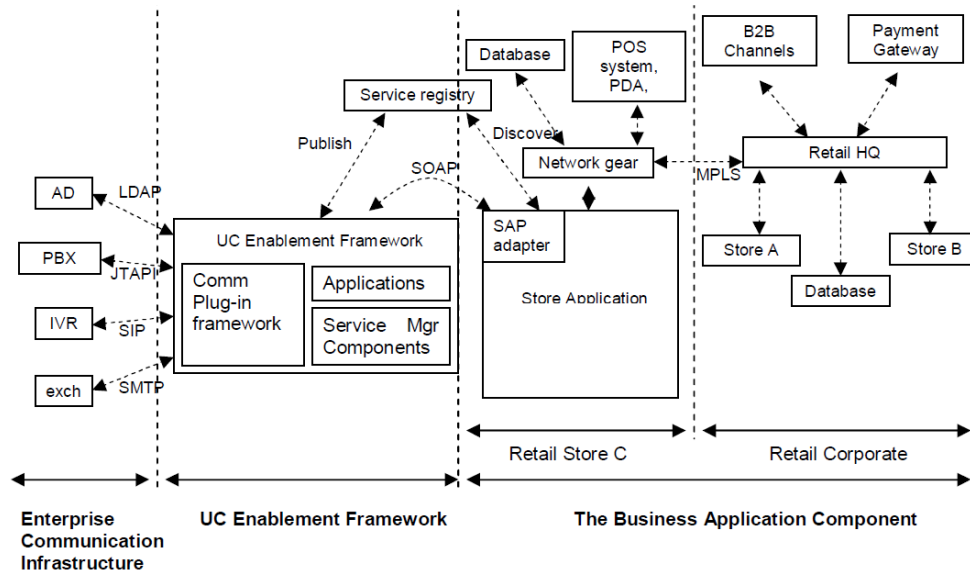 Database
POS
system,
PDA,
B2B
Channels
Payment
Gateway
Service registry
Publish
Discover
Network gear
MPLS
Retail HQ
SOAP
AD
LDAP
PBX
JTAPI
IVR
SIP
exch
SMTP
UC Enablement Framework
Comm
Plug-in
framework
Applications
Service Mgr
Components
SAP
adapter
Store Application
Store A
Store B
Database
Retail Store C
Retail Corporate
Enterprise
Communication
Infrastructure
UC Enablement Framework
The Business Application Component